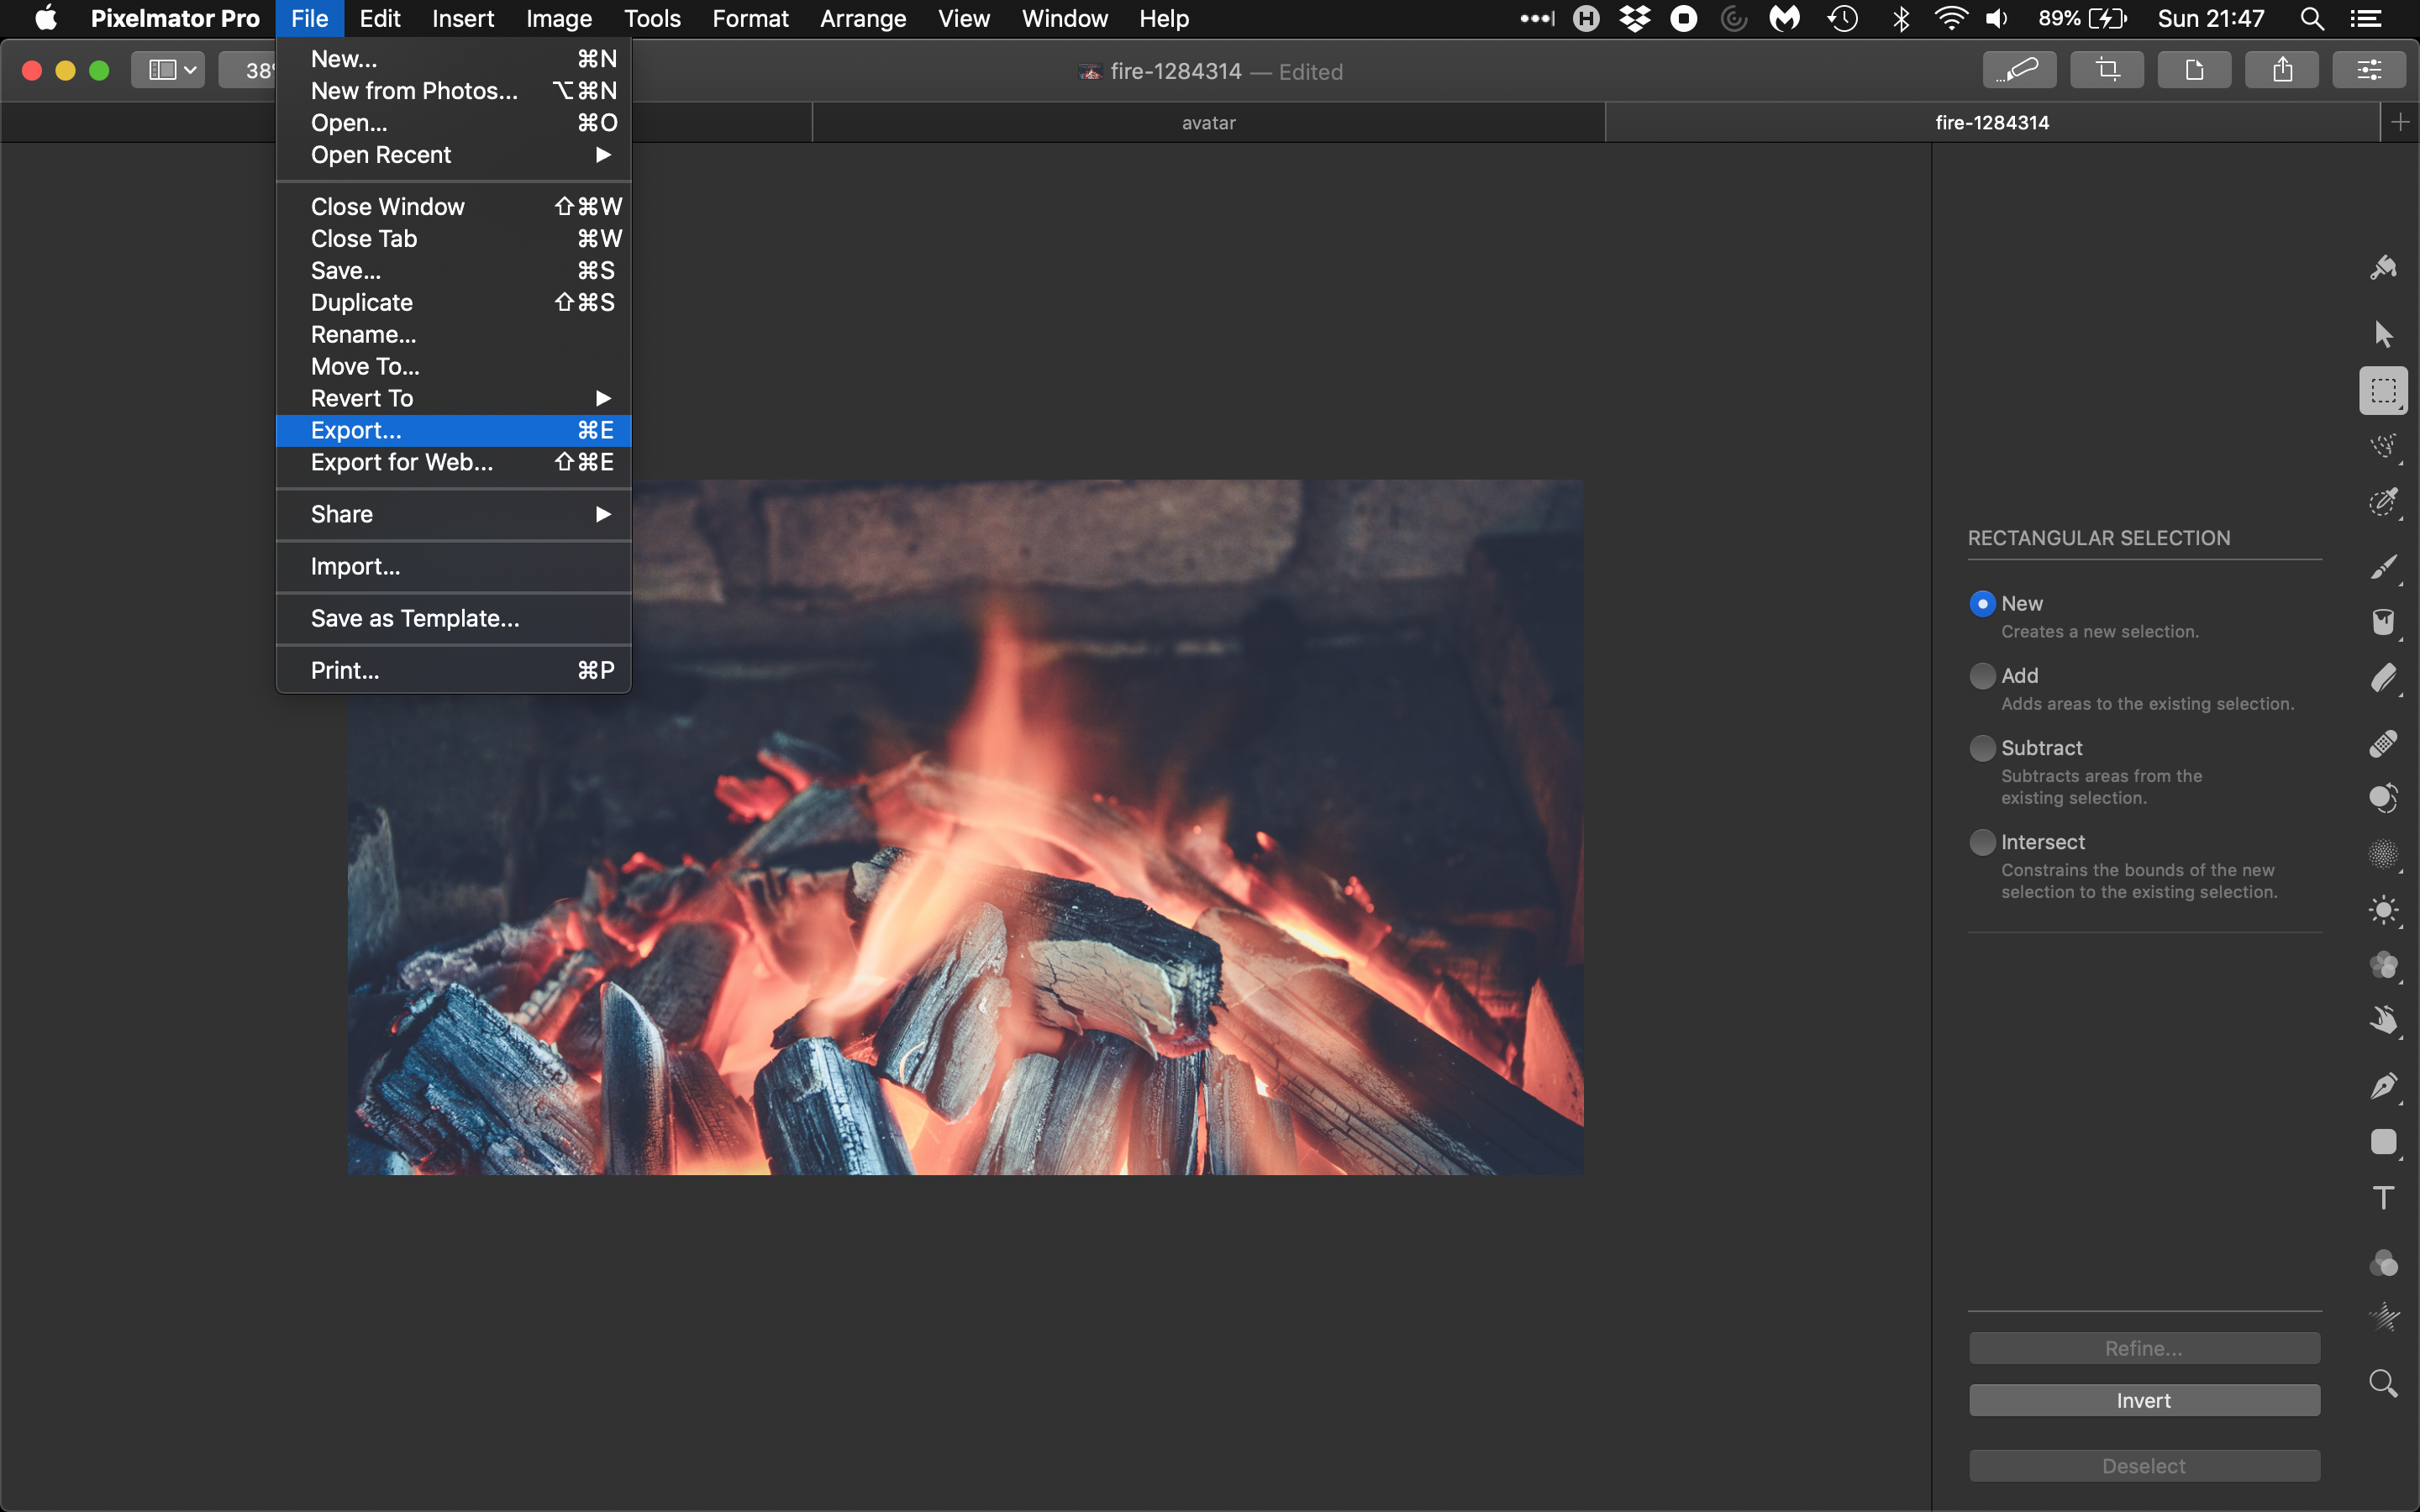 Pixelmator Pro File Edit Insert Image Tools Format Arrange View Window Help 89% Sun 21:47
38%
fire-1284314 — Edited
avatar
fire-1284314
New... ⌘N
New from Photos... ⌥⌘N
Open... ⌘O
Open Recent ▶
Close Window ⇧⌘W
Close Tab ⌘W
Save... ⌘S
Duplicate ⇧⌘S
Rename...
Move To...
Revert To ▶
Export... ⌘E
Export for Web... ⇧⌘E
Share ▶
Import...
Save as Template...
Print... ⌘P
RECTANGULAR SELECTION
New
Creates a new selection.
Add
Adds areas to the existing selection.
Subtract
Subtracts areas from the
existing selection.
Intersect
Constrains the bounds of the new
selection to the existing selection.
Refine...
Invert
Deselect